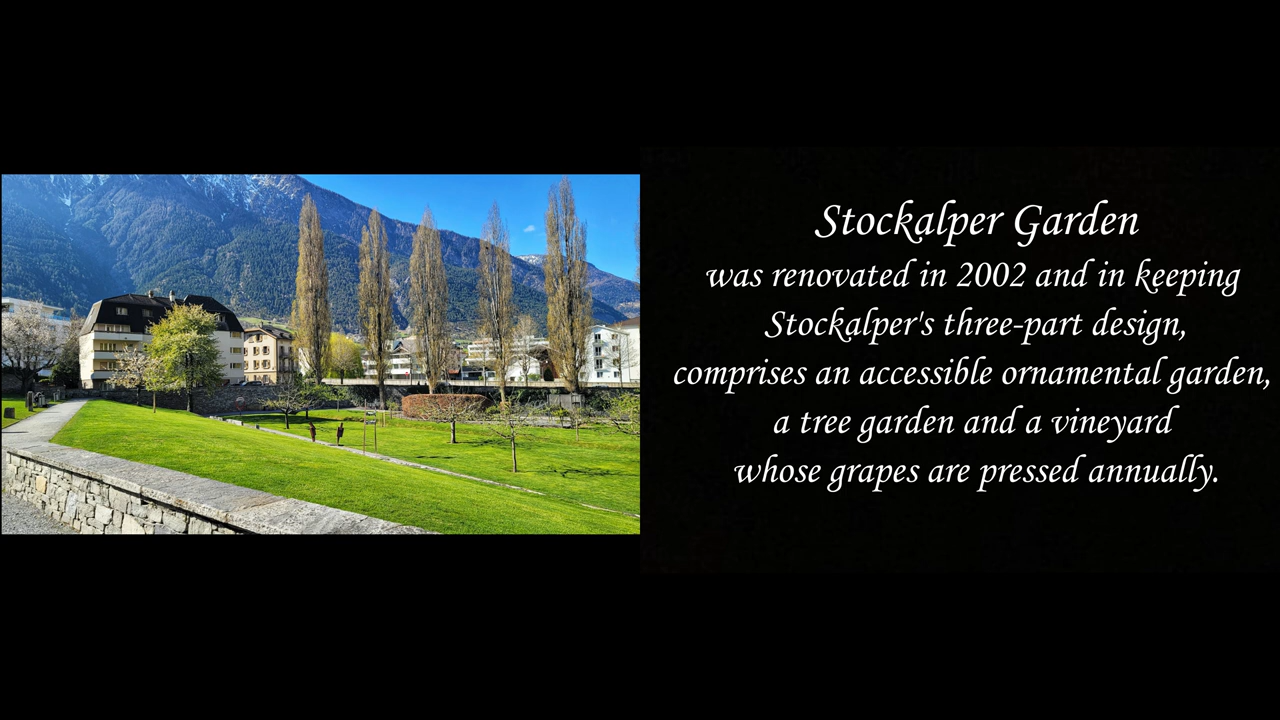 Stockalper Garden
was renovated in 2002 and in keeping
Stockalper's three-part design,
comprises an accessible ornamental garden,
a tree garden and a vineyard
whose grapes are pressed annually.